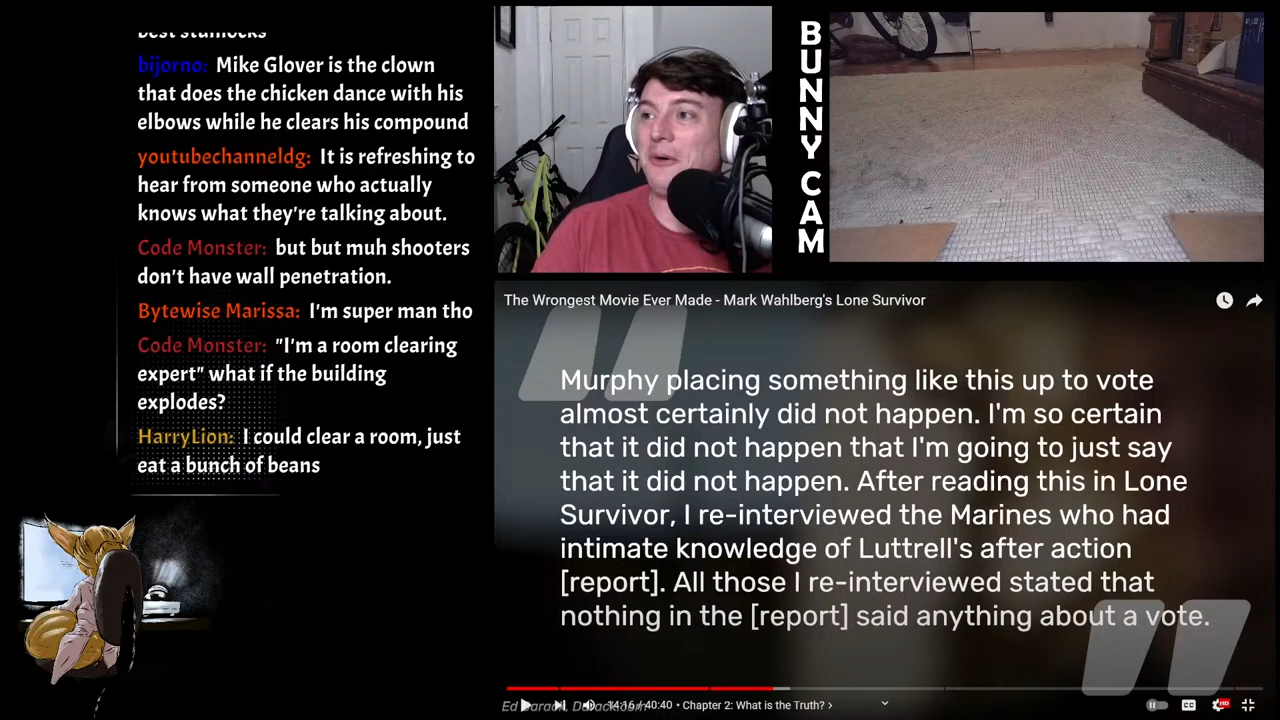 best stunlocks
bijorno: Mike Glover is the clown
that does the chicken dance with his
elbows while he clears his compound
youtubechanneldg: It is refreshing to
hear from someone who actually
knows what they're talking about.
Code Monster: but but muh shooters
don't have wall penetration.
Bytewise Marissa: I'm super man tho
Code Monster: "I'm a room clearing
expert" what if the building
explodes?
HarryLion: I could clear a room, just
eat a bunch of beans
BUNNY CAM
The Wrongest Movie Ever Made - Mark Wahlberg's Lone Survivor
Murphy placing something like this up to vote
almost certainly did not happen. I'm so certain
that it did not happen that I'm going to just say
that it did not happen. After reading this in Lone
Survivor, I re-interviewed the Marines who had
intimate knowledge of Luttrell's after action
[report]. All those I re-interviewed stated that
nothing in the [report] said anything about a vote.
14:16 / 40:40 • Chapter 2: What is the Truth? ›
CC
HD